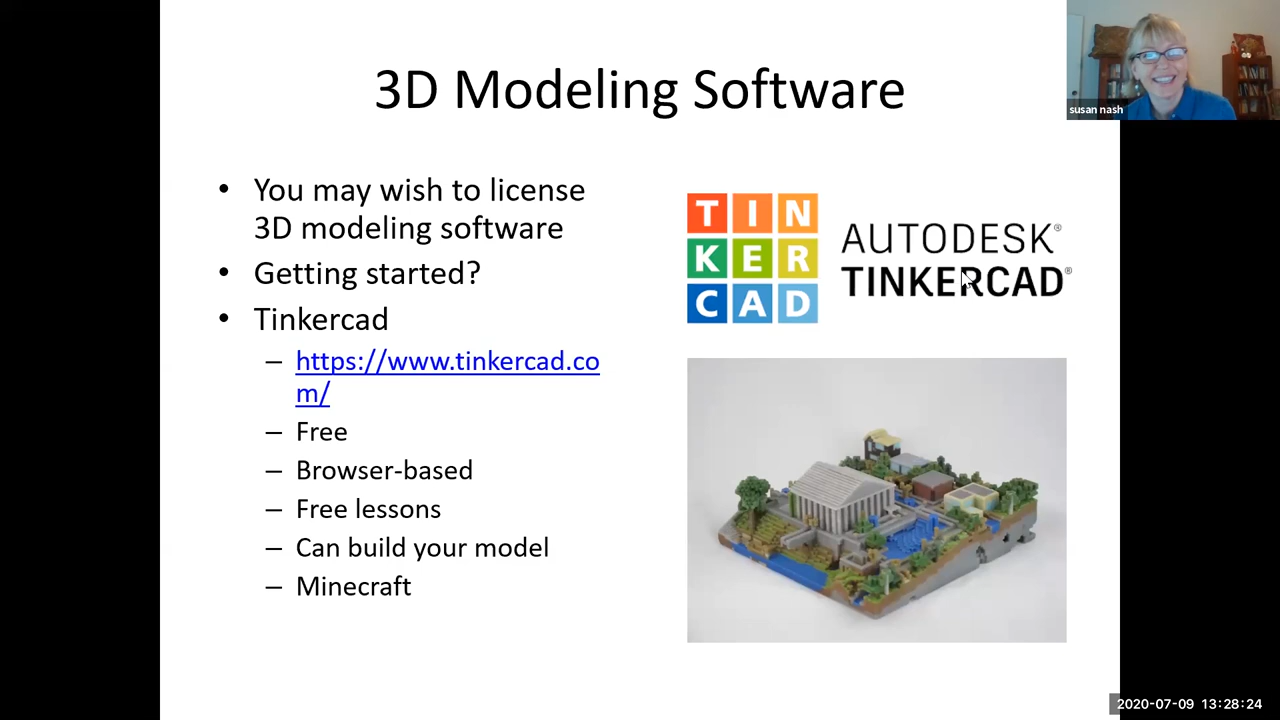 3D Modeling Software
susan nash
• You may wish to license
3D modeling software
• Getting started?
• Tinkercad
– https://www.tinkercad.co
m/
– Free
– Browser-based
– Free lessons
– Can build your model
– Minecraft
TIN
KER
CAD
AUTODESK®
TINKERCAD®
2020-07-09 13:28:24